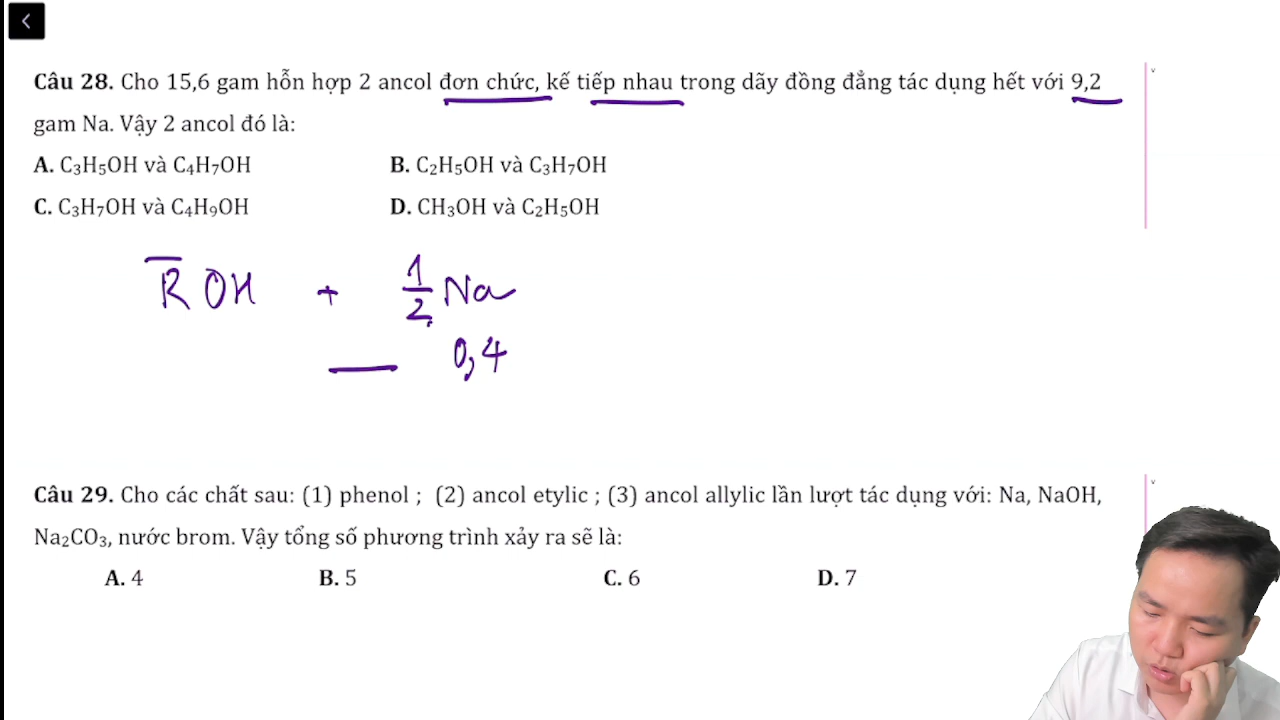 Câu 28. Cho 15,6 gam hỗn hợp 2 ancol đơn chức, kế tiếp nhau trong dãy đồng đẳng tác dụng hết với 9,2
gam Na. Vậy 2 ancol đó là:
A. C₃H₅OH và C₄H₇OH B. C₂H₅OH và C₃H₇OH
C. C₃H₇OH và C₄H₉OH D. CH₃OH và C₂H₅OH
R̅OH + 1/2 Na
0,4
Câu 29. Cho các chất sau: (1) phenol ; (2) ancol etylic ; (3) ancol allylic lần lượt tác dụng với: Na, NaOH,
Na₂CO₃, nước brom. Vậy tổng số phương trình xảy ra sẽ là:
A. 4 B. 5 C. 6 D. 7